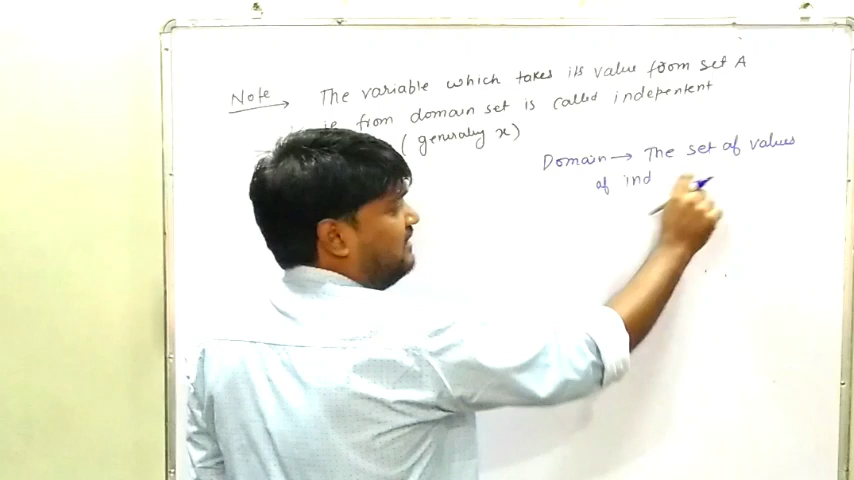 Note → The variable which takes its value from set A
ie from domain set is called indepentent
(generaly x)
Domain → The set of values
of ind